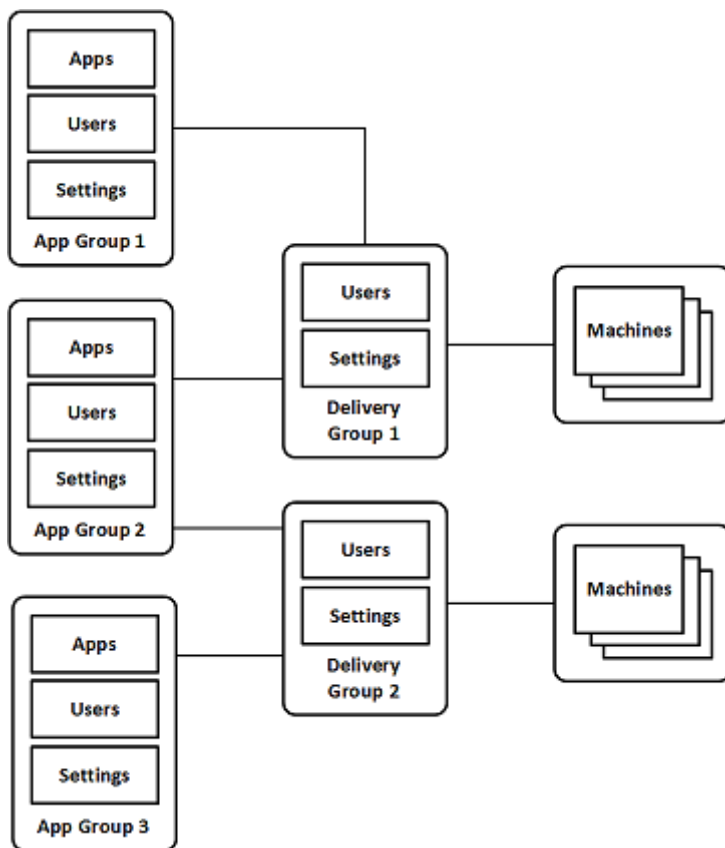 Apps
Users
Settings
App Group 1
Apps
Users
Settings
App Group 2
Apps
Users
Settings
App Group 3
Users
Settings
Delivery
Group 1
Users
Settings
Delivery
Group 2
Machines
Machines